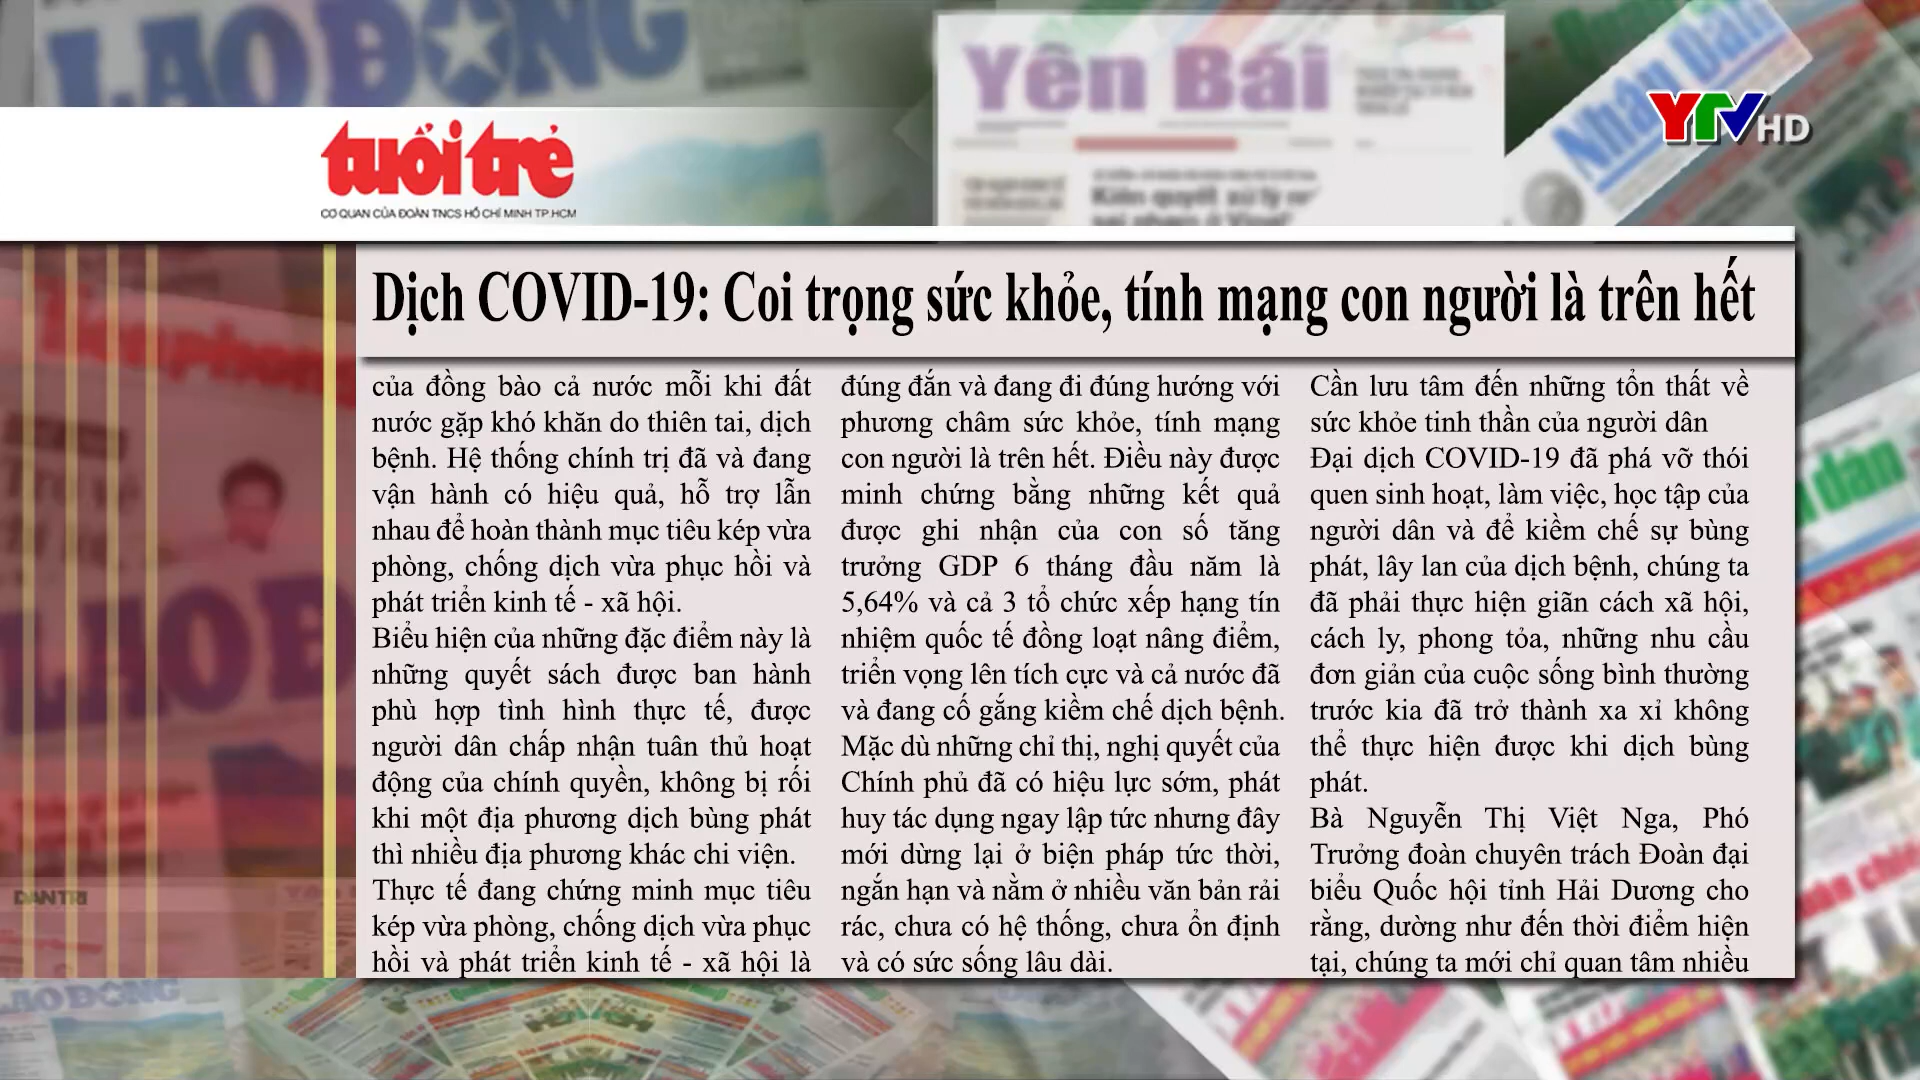 LAO ĐỘNG
Yên Bái
Nhân Dân
YTV HD
tuổi trẻ
CƠ QUAN CỦA ĐOÀN TNCS HỒ CHÍ MINH TP.HCM
Kiên quyết xử lý
Dịch COVID-19: Coi trọng sức khỏe, tính mạng con người là trên hết
của đồng bào cả nước mỗi khi đất
nước gặp khó khăn do thiên tai, dịch
bệnh. Hệ thống chính trị đã và đang
vận hành có hiệu quả, hỗ trợ lẫn
nhau để hoàn thành mục tiêu kép vừa
phòng, chống dịch vừa phục hồi và
phát triển kinh tế - xã hội.
Biểu hiện của những đặc điểm này là
những quyết sách được ban hành
phù hợp tình hình thực tế, được
người dân chấp nhận tuân thủ hoạt
động của chính quyền, không bị rối
khi một địa phương dịch bùng phát
thì nhiều địa phương khác chi viện.
Thực tế đang chứng minh mục tiêu
kép vừa phòng, chống dịch vừa phục
hồi và phát triển kinh tế - xã hội là
đúng đắn và đang đi đúng hướng với
phương châm sức khỏe, tính mạng
con người là trên hết. Điều này được
minh chứng bằng những kết quả
được ghi nhận của con số tăng
trưởng GDP 6 tháng đầu năm là
5,64% và cả 3 tổ chức xếp hạng tín
nhiệm quốc tế đồng loạt nâng điểm,
triển vọng lên tích cực và cả nước đã
và đang cố gắng kiềm chế dịch bệnh.
Mặc dù những chỉ thị, nghị quyết của
Chính phủ đã có hiệu lực sớm, phát
huy tác dụng ngay lập tức nhưng đây
mới dừng lại ở biện pháp tức thời,
ngắn hạn và nằm ở nhiều văn bản rải
rác, chưa có hệ thống, chưa ổn định
và có sức sống lâu dài.
Cần lưu tâm đến những tổn thất về
sức khỏe tinh thần của người dân
Đại dịch COVID-19 đã phá vỡ thói
quen sinh hoạt, làm việc, học tập của
người dân và để kiềm chế sự bùng
phát, lây lan của dịch bệnh, chúng ta
đã phải thực hiện giãn cách xã hội,
cách ly, phong tỏa, những nhu cầu
đơn giản của cuộc sống bình thường
trước kia đã trở thành xa xỉ không
thể thực hiện được khi dịch bùng
phát.
Bà Nguyễn Thị Việt Nga, Phó
Trưởng đoàn chuyên trách Đoàn đại
biểu Quốc hội tỉnh Hải Dương cho
rằng, dường như đến thời điểm hiện
tại, chúng ta mới chỉ quan tâm nhiều
Tiền phong
LAO ĐỘNG
DÂN TRÍ
LAO ĐỘNG